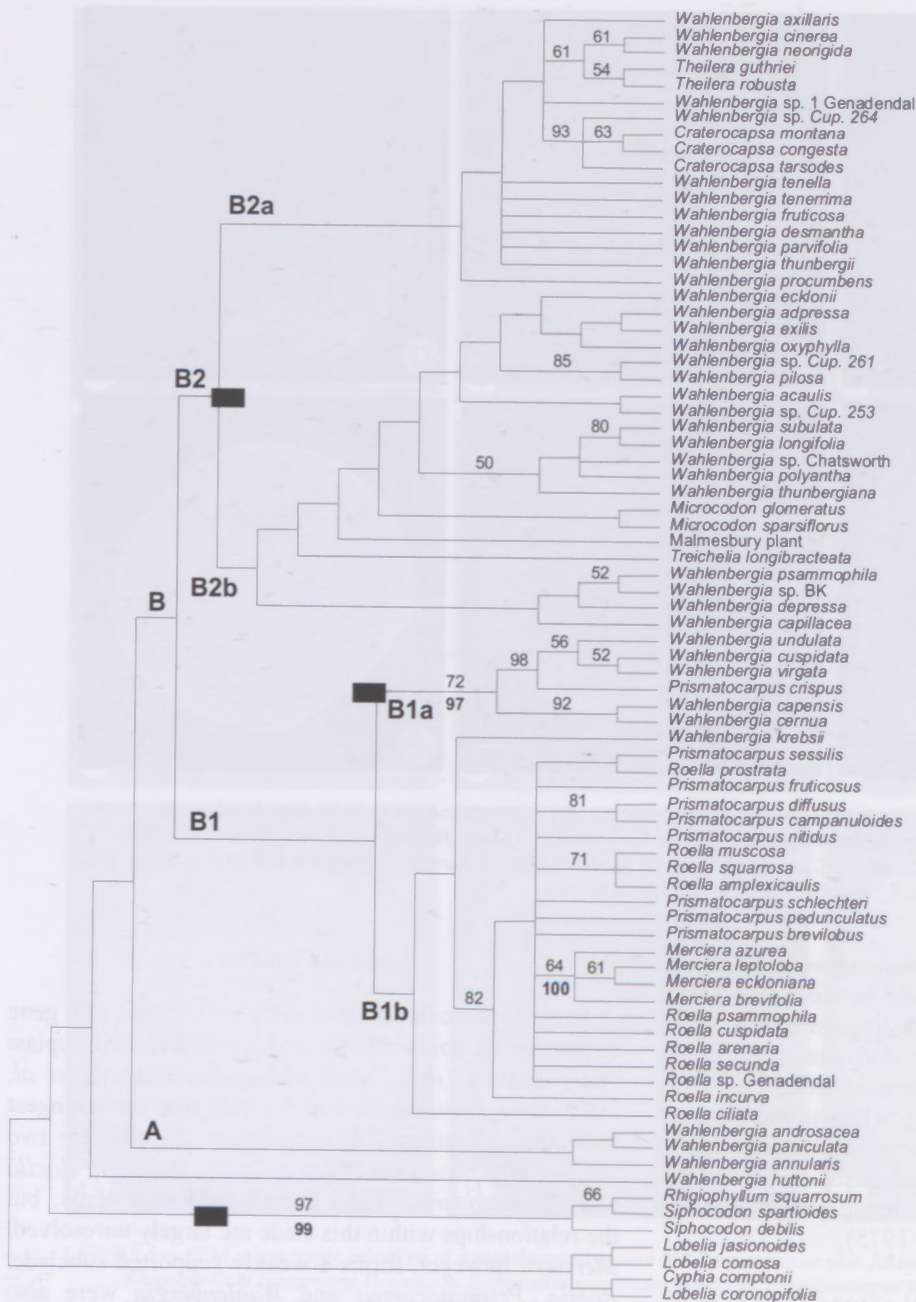 Wahlenbergia axillaris
61 Wahlenbergia cinerea
61 Wahlenbergia neorigida
54 Theilera guthriei
Theilera robusta
Wahlenbergia sp. 1 Genadendal
Wahlenbergia sp. Cup. 264
93 63 Craterocapsa montana
Craterocapsa congesta
Craterocapsa tarsodes
Wahlenbergia tenella
Wahlenbergia tenerrima
B2a
Wahlenbergia fruticosa
Wahlenbergia desmantha
Wahlenbergia parvifolia
Wahlenbergia thunbergii
Wahlenbergia procumbens
Wahlenbergia ecklonii
Wahlenbergia adpressa
Wahlenbergia exilis
Wahlenbergia oxyphylla
85 Wahlenbergia sp. Cup. 261
B2
Wahlenbergia pilosa
Wahlenbergia acaulis
Wahlenbergia sp. Cup. 253
80 Wahlenbergia subulata
Wahlenbergia longifolia
50 Wahlenbergia sp. Chatsworth
Wahlenbergia polyantha
Wahlenbergia thunbergiana
Microcodon glomeratus
Microcodon sparsiflorus
Malmesbury plant
Treichelia longibracteata
52 Wahlenbergia psammophila
B2b
Wahlenbergia sp. BK
B
Wahlenbergia depressa
Wahlenbergia capillacea
56 Wahlenbergia undulata
98 52 Wahlenbergia cuspidata
Wahlenbergia virgata
72 Prismatocarpus crispus
97 92 Wahlenbergia capensis
B1a
Wahlenbergia cernua
Wahlenbergia krebsii
Prismatocarpus sessilis
Roella prostrata
Prismatocarpus fruticosus
81 Prismatocarpus diffusus
Prismatocarpus campanuloides
B1
Prismatocarpus nitidus
71 Roella muscosa
Roella squarrosa
Roella amplexicaulis
Prismatocarpus schlechteri
Prismatocarpus pedunculatus
Prismatocarpus brevilobus
Merciera azurea
64 61 Merciera leptoloba
100 Merciera eckloniana
82 Merciera brevifolia
B1b
Roella psammophila
Roella cuspidata
Roella arenaria
Roella secunda
Roella sp. Genadendal
Roella incurva
Roella ciliata
A
Wahlenbergia androsacea
Wahlenbergia paniculata
Wahlenbergia annularis
Wahlenbergia huttonii
97 66 Rhigiophyllum squarrosum
99 Siphocodon spartioides
Siphocodon debilis
Lobelia jasionoides
Lobelia comosa
Cyphia comptonii
Lobelia coronopifolia